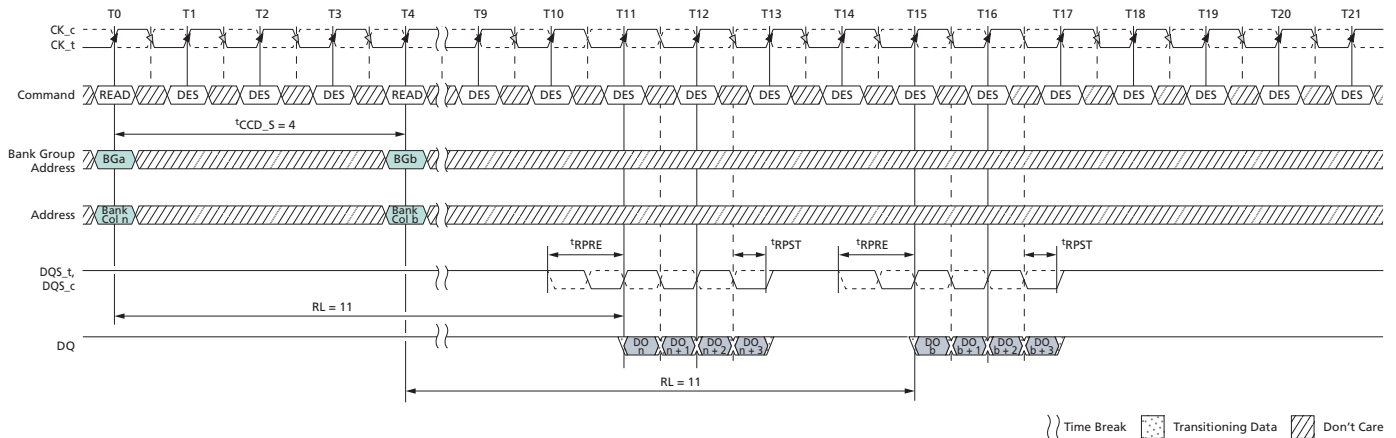 T0 T1 T2 T3 T4 T9 T10 T11 T12 T13 T14 T15 T16 T17 T18 T19 T20 T21
CK_c
CK_t
Command READ DES DES DES READ DES DES DES DES DES DES DES DES DES DES DES DES DES
tCCD_S = 4
Bank Group
Address
BGa BGb
Address
Bank
Col n
Bank
Col b
tRPRE tRPST tRPRE tRPST
DQS_t,
DQS_c
RL = 11
DQ
DO
n
DO
n + 1
DO
n + 2
DO
n + 3
DO
b
DO
b + 1
DO
b + 2
DO
b + 3
RL = 11
Time Break Transitioning Data Don't Care